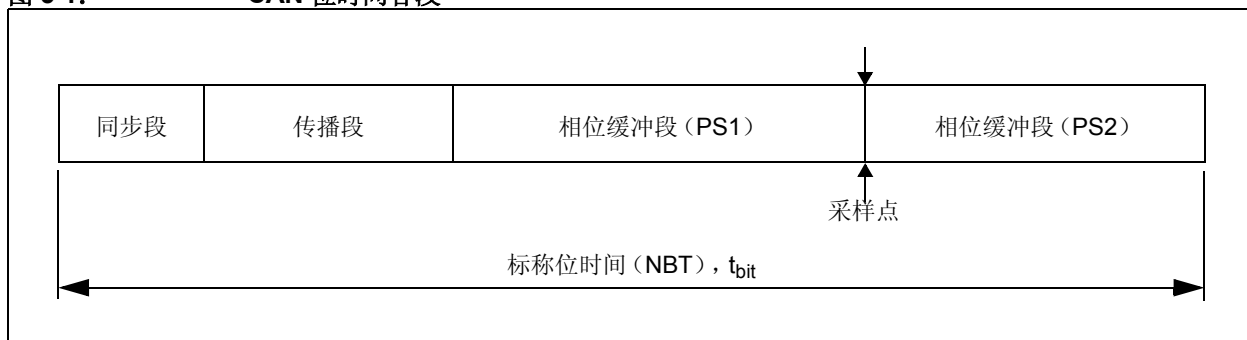 同步段
传播段
相位缓冲段(PS1)
相位缓冲段(PS2)
采样点
标称位时间(NBT),tbit